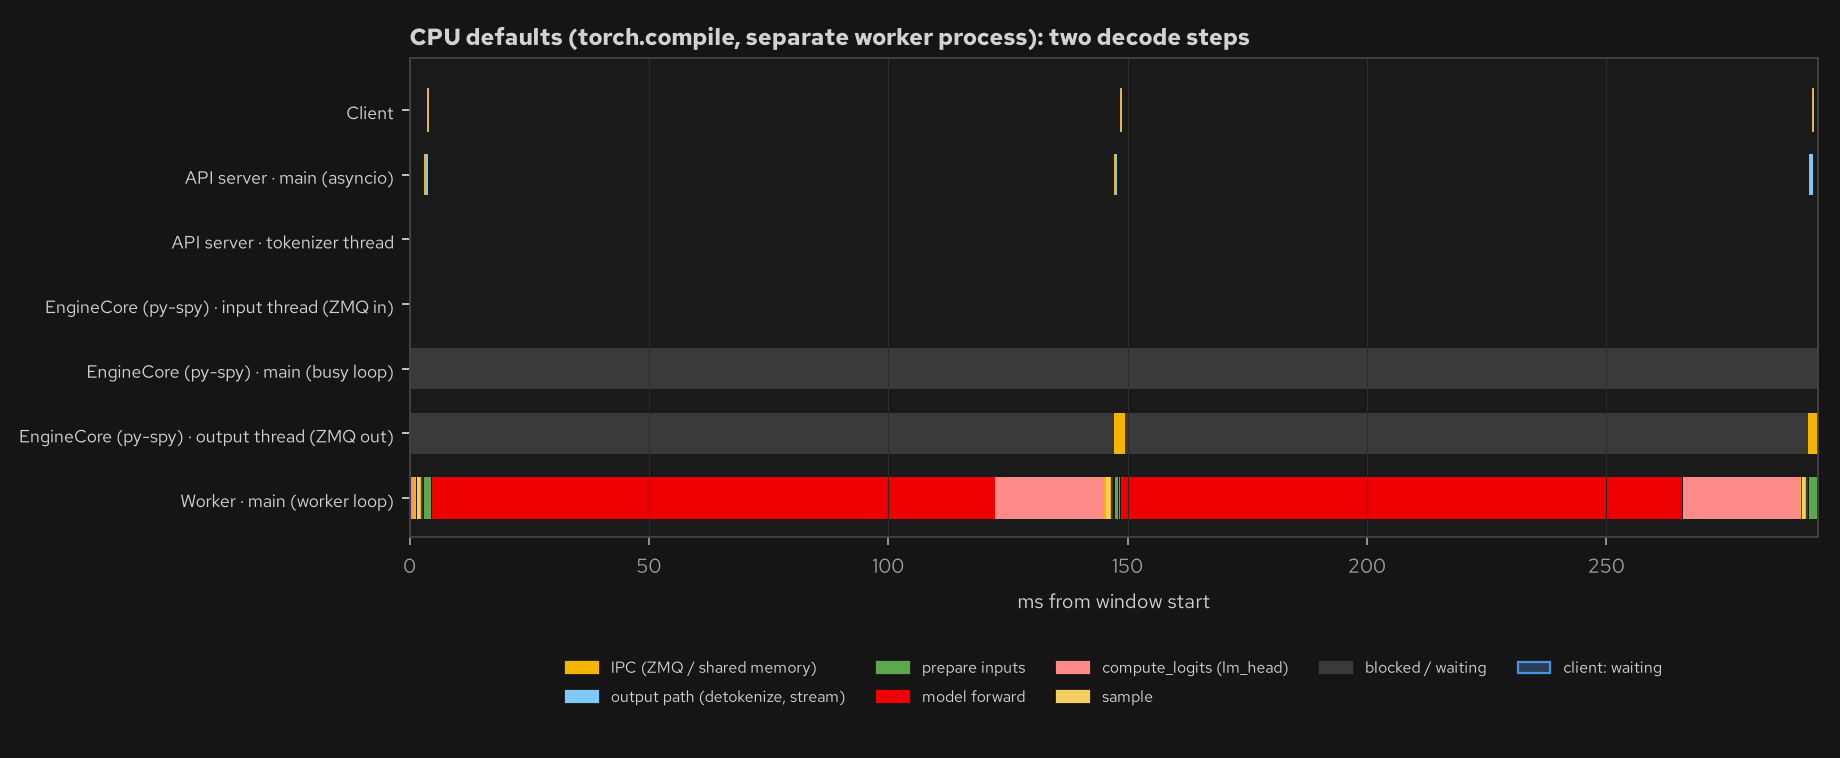 CPU defaults (torch.compile, separate worker process): two decode steps
Client
API server · main (asyncio)
API server · tokenizer thread
EngineCore (py-spy) · input thread (ZMQ in)
EngineCore (py-spy) · main (busy loop)
EngineCore (py-spy) · output thread (ZMQ out)
Worker · main (worker loop)
0 50 100 150 200 250
ms from window start
IPC (ZMQ / shared memory) prepare inputs compute_logits (lm_head) blocked / waiting client: waiting
output path (detokenize, stream) model forward sample